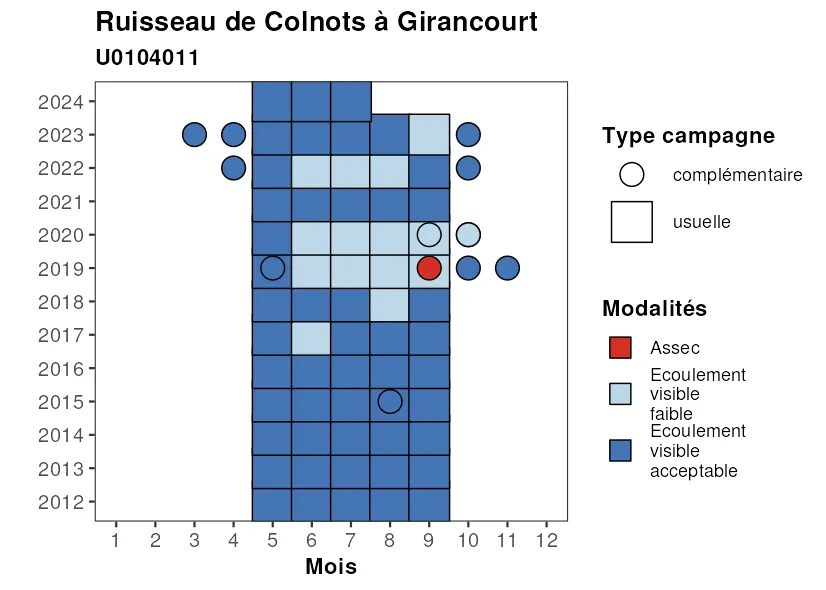 Ruisseau de Colnots à Girancourt
U0104011
2024
2023
2022
2021
2020
2019
2018
2017
2016
2015
2014
2013
2012
1 2 3 4 5 6 7 8 9 10 11 12
Mois
Type campagne
complémentaire
usuelle
Modalités
Assec
Ecoulement
visible
faible
Ecoulement
visible
acceptable